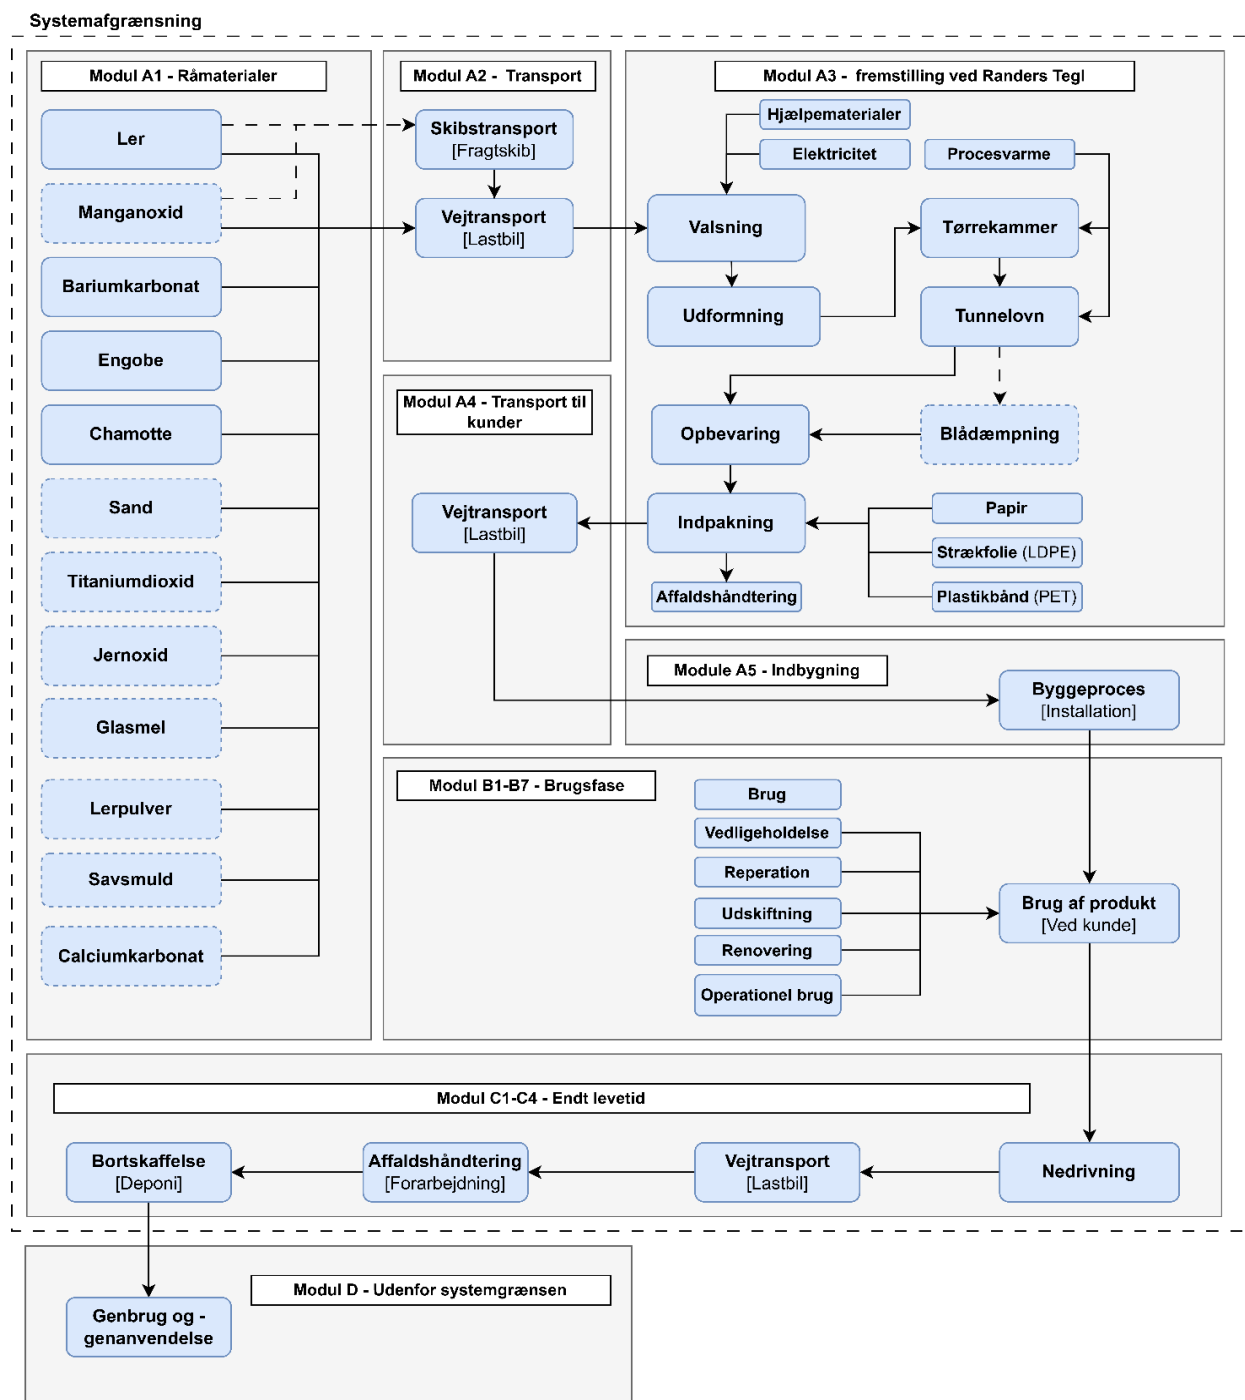 Systemafgrænsning
Modul A1 - Råmaterialer
Ler
Manganoxid
Bariumkarbonat
Engobe
Chamotte
Sand
Titaniumdioxid
Jernoxid
Glasmel
Lerpulver
Savsmuld
Calciumkarbonat
Modul A2 - Transport
Skibstransport
[Fragtskib]
Vejtransport
[Lastbil]
Modul A3 - fremstilling ved Randers Tegl
Hjælpematerialer
Elektricitet
Procesvarme
Valsning
Tørrekammer
Udformning
Tunnelovn
Opbevaring
Blådæmpning
Indpakning
Papir
Strækfolie (LDPE)
Plastikbånd (PET)
Affaldshåndtering
Modul A4 - Transport til
kunder
Vejtransport
[Lastbil]
Module A5 - Indbygning
Byggeproces
[Installation]
Modul B1-B7 - Brugsfase
Brug
Vedligeholdelse
Reperation
Udskiftning
Renovering
Operationel brug
Brug af produkt
[Ved kunde]
Modul C1-C4 - Endt levetid
Bortskaffelse
[Deponi]
Affaldshåndtering
[Forarbejdning]
Vejtransport
[Lastbil]
Nedrivning
Modul D - Udenfor systemgrænsen
Genbrug og -
genanvendelse